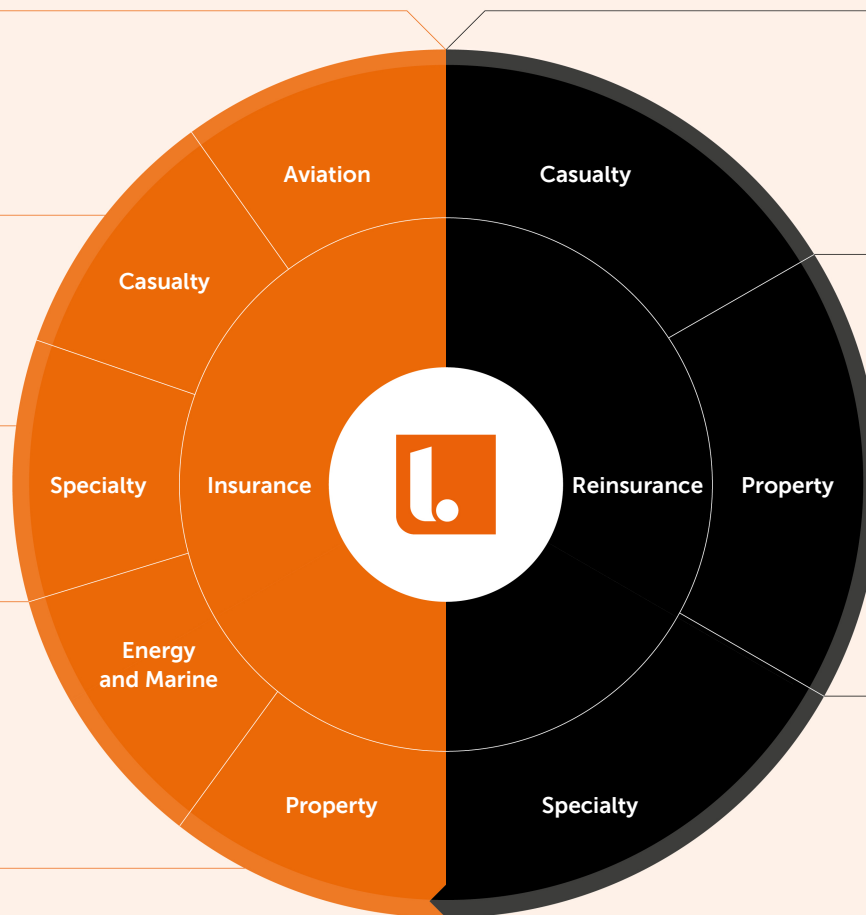 Aviation
Casualty
Casualty
Specialty
Insurance
Reinsurance
Property
Energy
and Marine
Property
Specialty